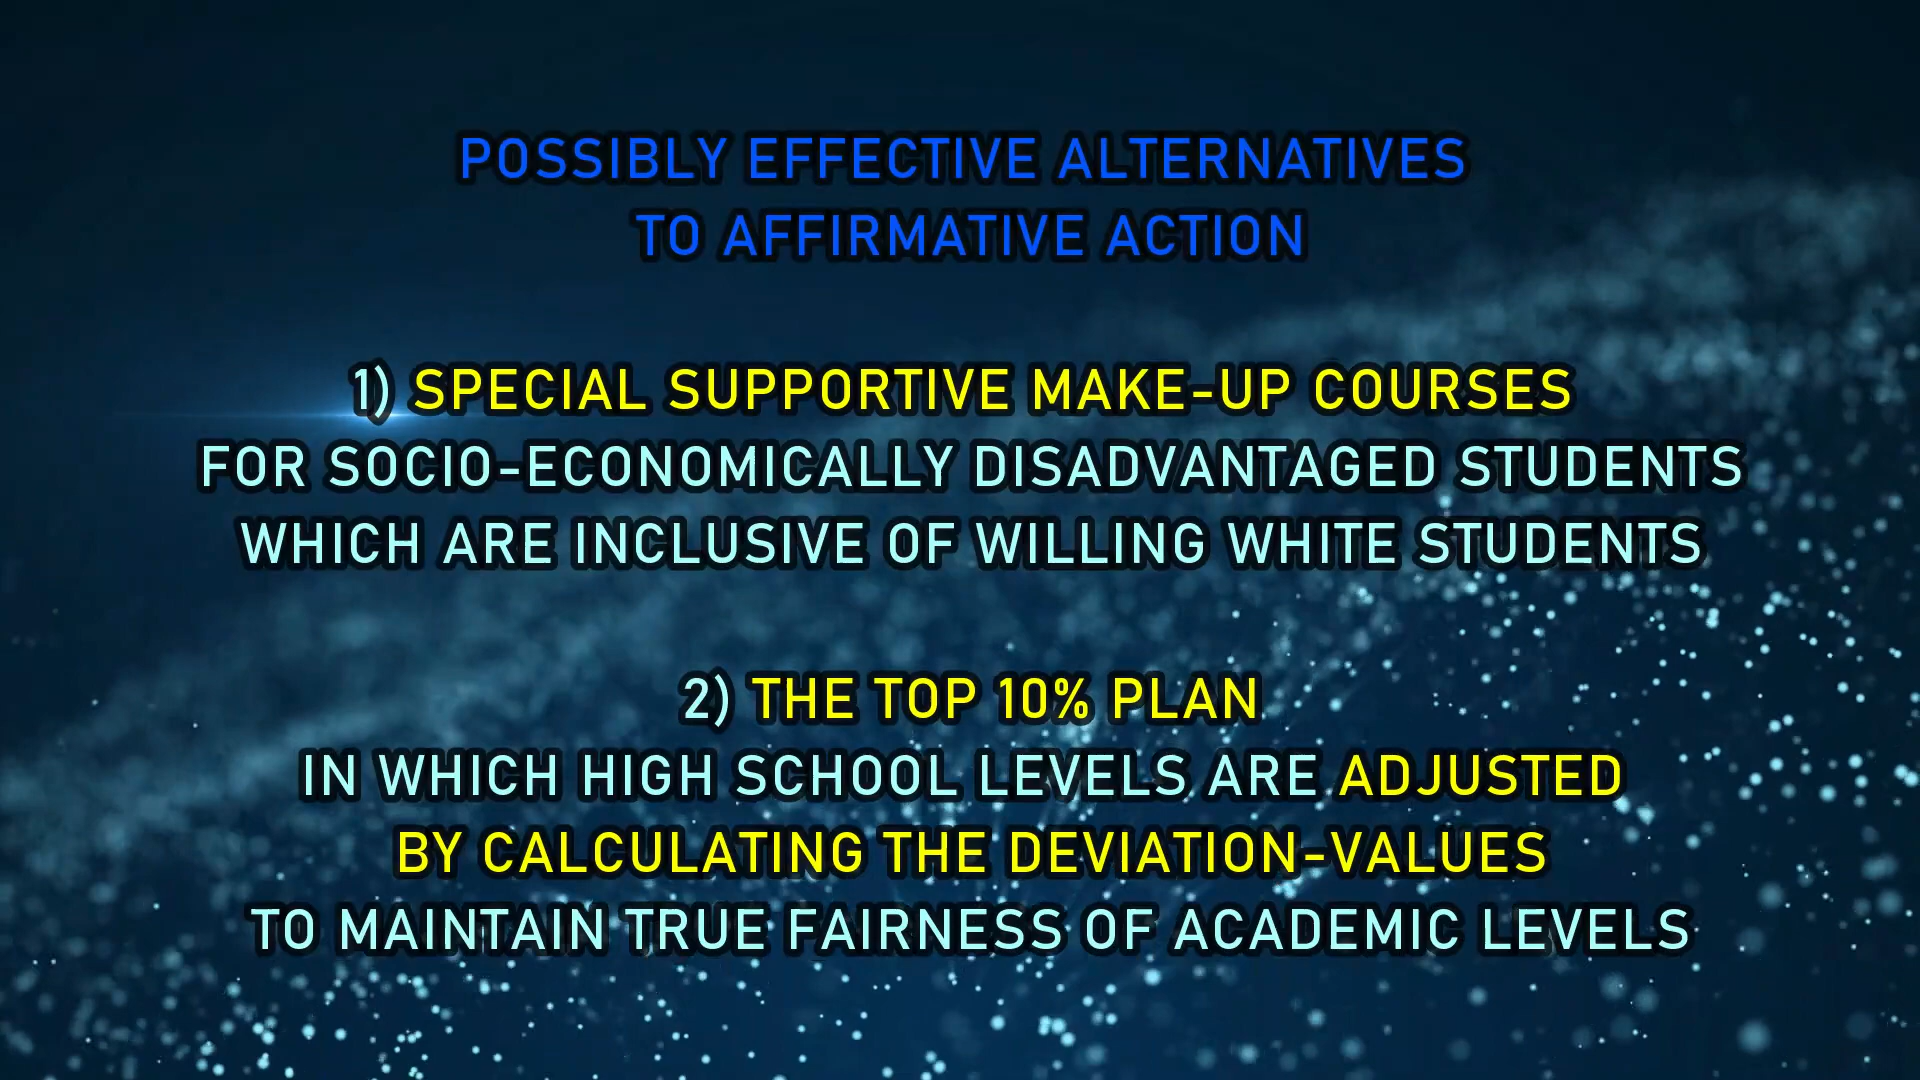 POSSIBLY EFFECTIVE ALTERNATIVES
TO AFFIRMATIVE ACTION
1) SPECIAL SUPPORTIVE MAKE-UP COURSES
FOR SOCIO-ECONOMICALLY DISADVANTAGED STUDENTS
WHICH ARE INCLUSIVE OF WILLING WHITE STUDENTS
2) THE TOP 10% PLAN
IN WHICH HIGH SCHOOL LEVELS ARE ADJUSTED
BY CALCULATING THE DEVIATION-VALUES
TO MAINTAIN TRUE FAIRNESS OF ACADEMIC LEVELS